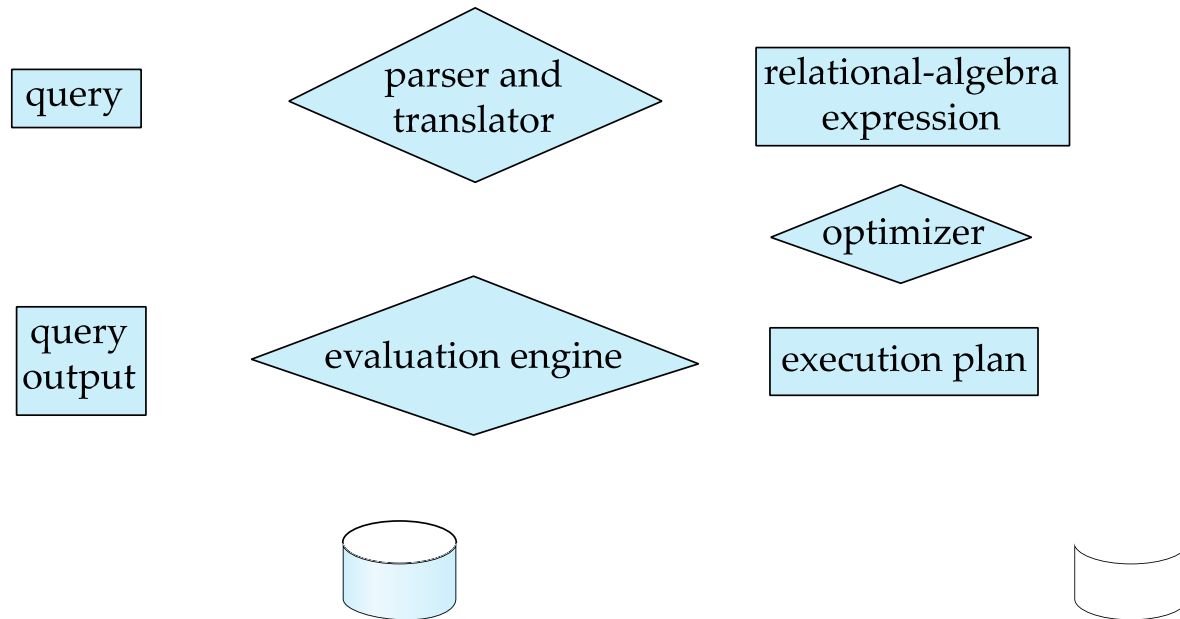 query
parser and
translator
relational-algebra
expression
optimizer
query
output
evaluation engine
execution plan